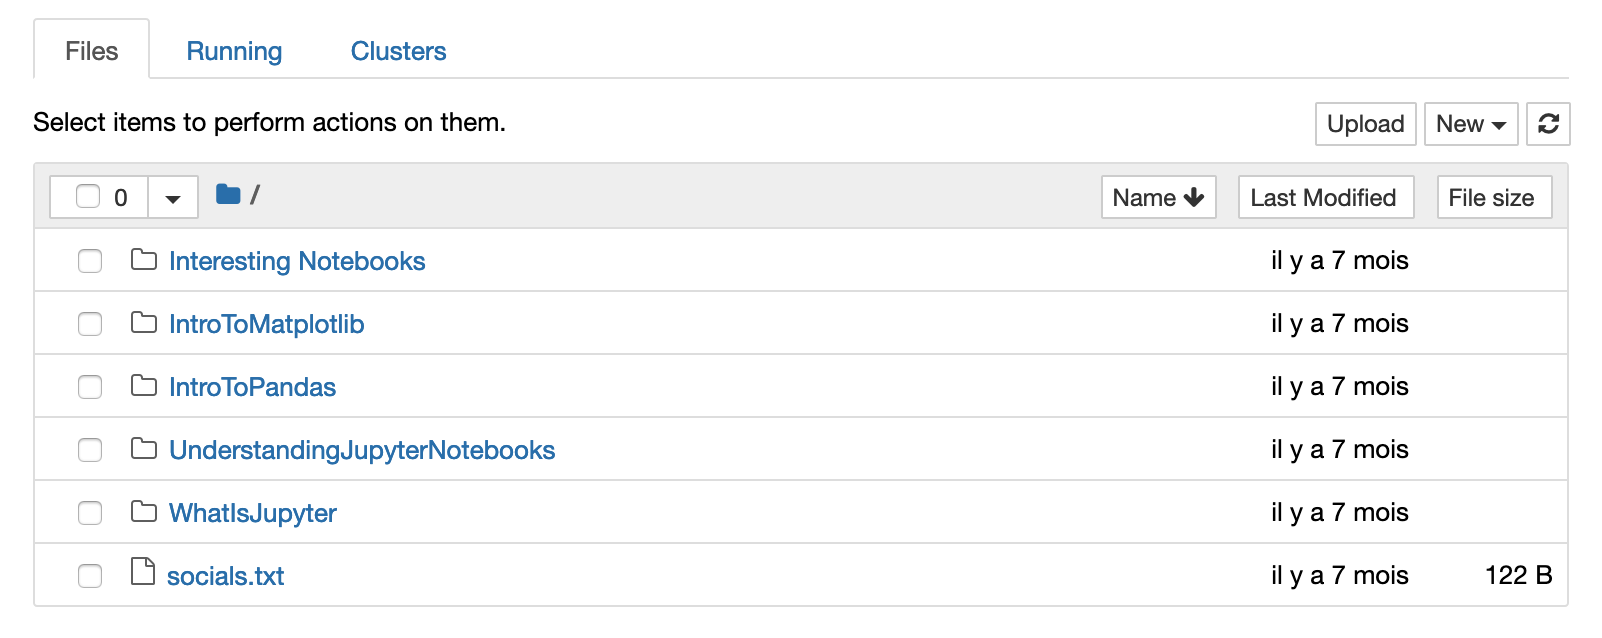 Files Running Clusters
Select items to perform actions on them. Upload New
0 / Name Last Modified File size
Interesting Notebooks il y a 7 mois
IntroToMatplotlib il y a 7 mois
IntroToPandas il y a 7 mois
UnderstandingJupyterNotebooks il y a 7 mois
WhatIsJupyter il y a 7 mois
socials.txt il y a 7 mois 122 B